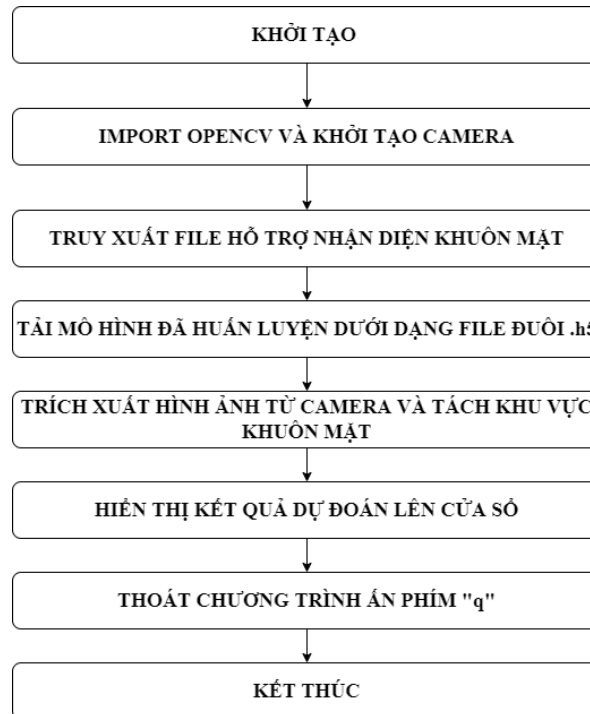 KHỞI TẠO
IMPORT OPENCV VÀ KHỞI TẠO CAMERA
TRUY XUẤT FILE HỖ TRỢ NHẬN DIỆN KHUÔN MẶT
TẢI MÔ HÌNH ĐÃ HUẤN LUYỆN DƯỚI DẠNG FILE ĐUÔI .h5
TRÍCH XUẤT HÌNH ẢNH TỪ CAMERA VÀ TÁCH KHU VỰC
KHUÔN MẶT
HIỂN THỊ KẾT QUẢ DỰ ĐOÁN LÊN CỬA SỔ
THOÁT CHƯƠNG TRÌNH ẤN PHÍM "q"
KẾT THÚC